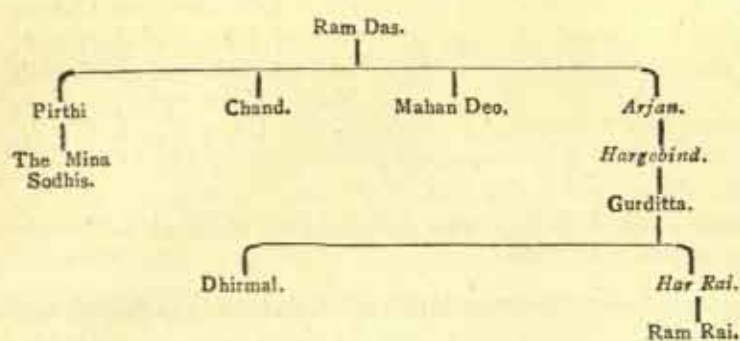 Ram Das.
Pirthi Chand. Mahan Deo. Arjan.
The Mina Hargobind.
Sodhis.
Gurditta.
Dhirmal. Har Rai.
Ram Rai.